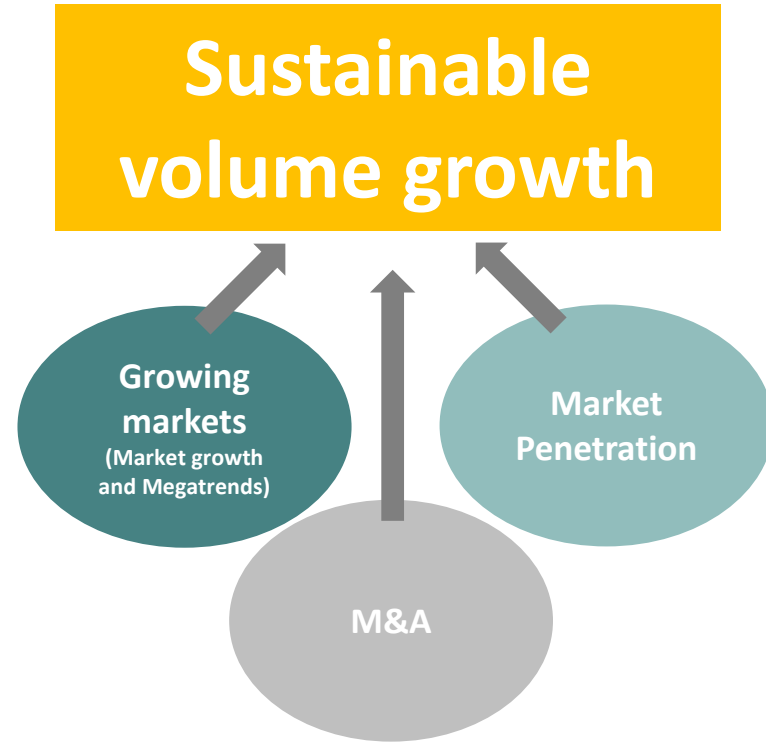 Sustainable
volume growth
Growing
markets
(Market growth
and Megatrends)
Market
Penetration
M&A